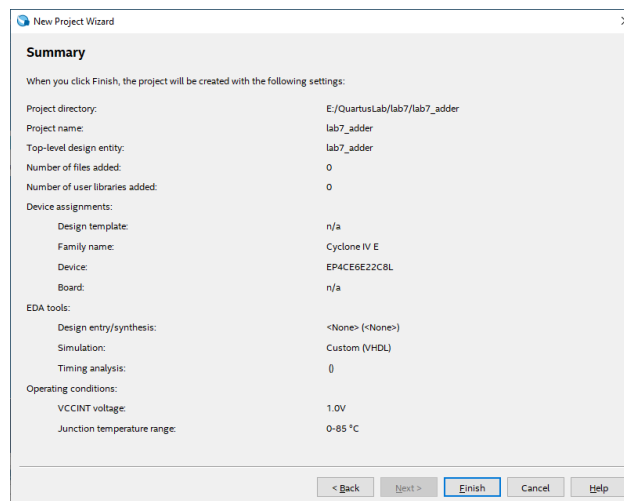 New Project Wizard
Summary
When you click Finish, the project will be created with the following settings:
Project directory: E:/QuartusLab/lab7/lab7_adder
Project name: lab7_adder
Top-level design entity: lab7_adder
Number of files added: 0
Number of user libraries added: 0
Device assignments:
Design template: n/a
Family name: Cyclone IV E
Device: EP4CE6E22C8L
Board: n/a
EDA tools:
Design entry/synthesis: <None> (<None>)
Simulation: Custom (VHDL)
Timing analysis: ()
Operating conditions:
VCCINT voltage: 1.0V
Junction temperature range: 0-85 °C
< Back Next > Finish Cancel Help